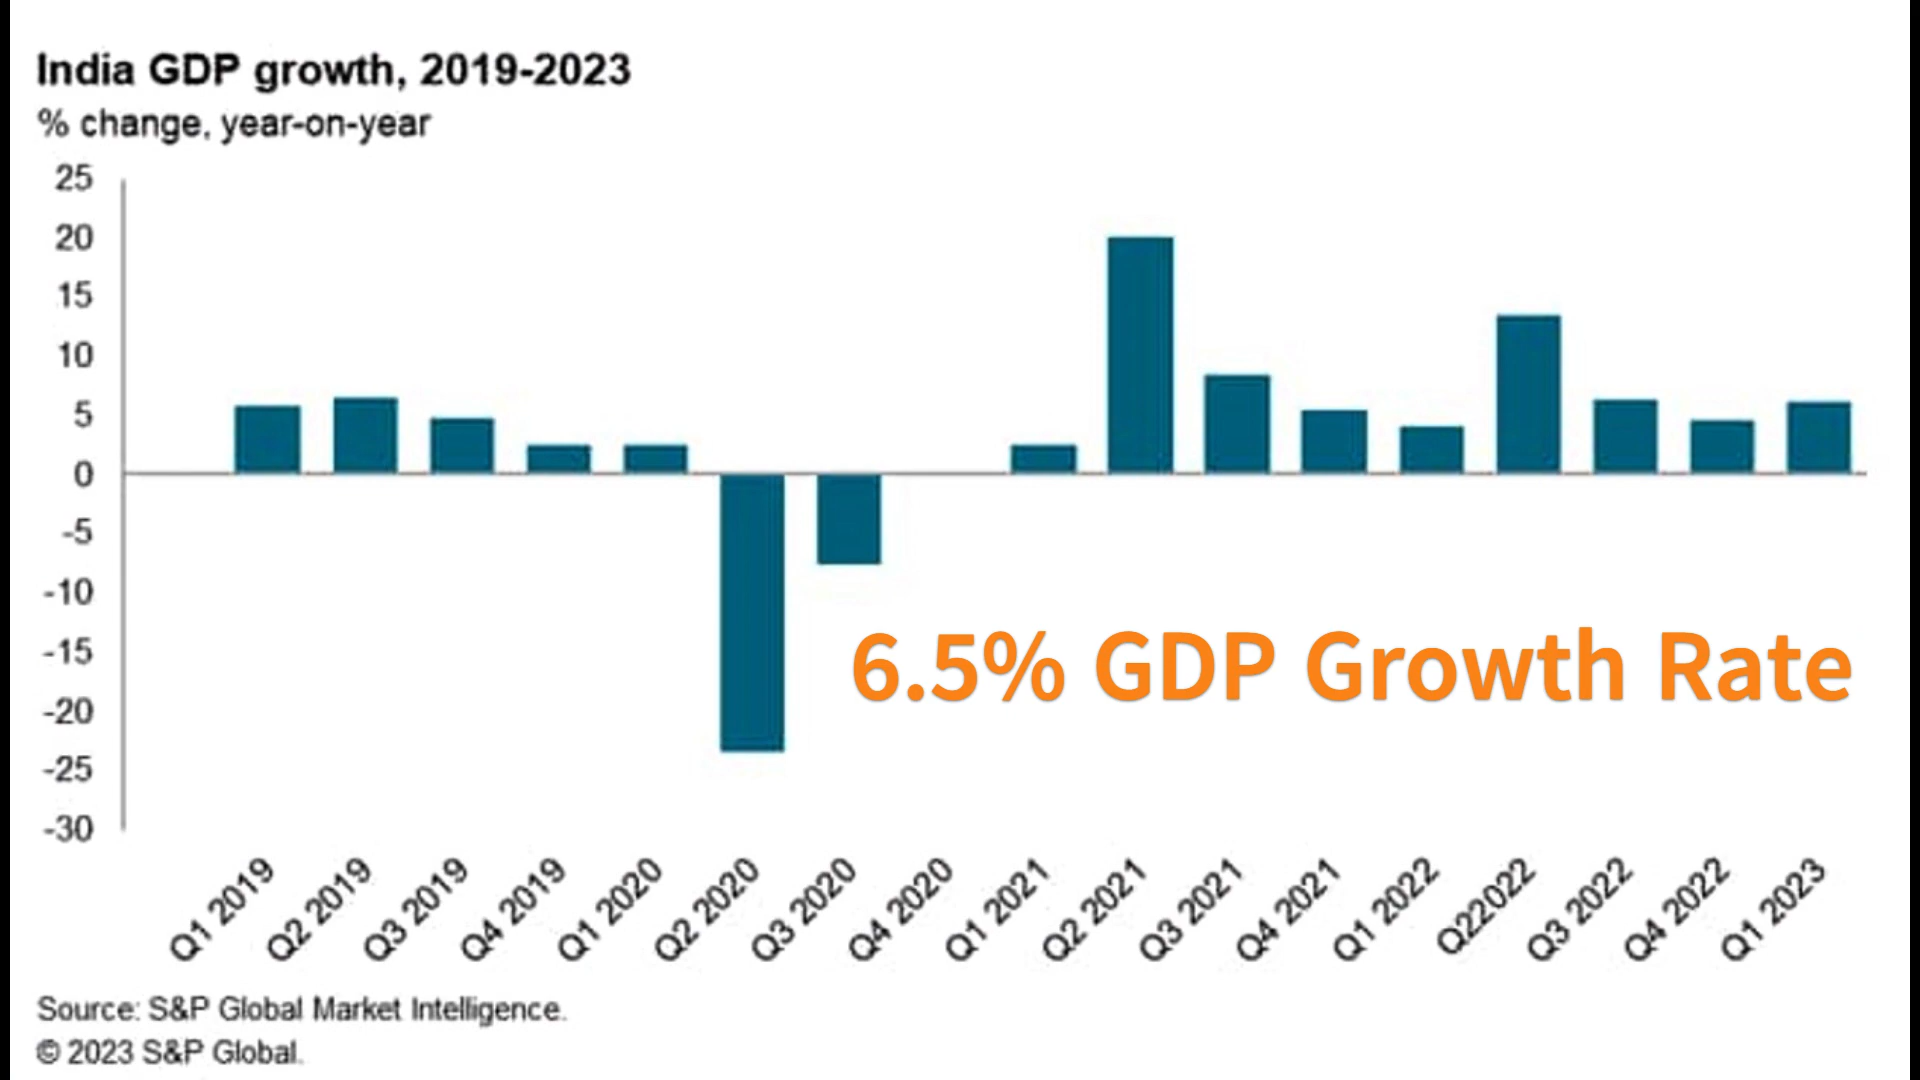 India GDP growth, 2019-2023
% change, year-on-year
25
20
15
10
5
0
-5
-10
-15
-20
-25
-30
6.5% GDP Growth Rate
Q1 2019
Q2 2019
Q3 2019
Q4 2019
Q1 2020
Q2 2020
Q3 2020
Q4 2020
Q1 2021
Q2 2021
Q3 2021
Q4 2021
Q1 2022
Q22022
Q3 2022
Q4 2022
Q1 2023
Source: S&P Global Market Intelligence.
© 2023 S&P Global.